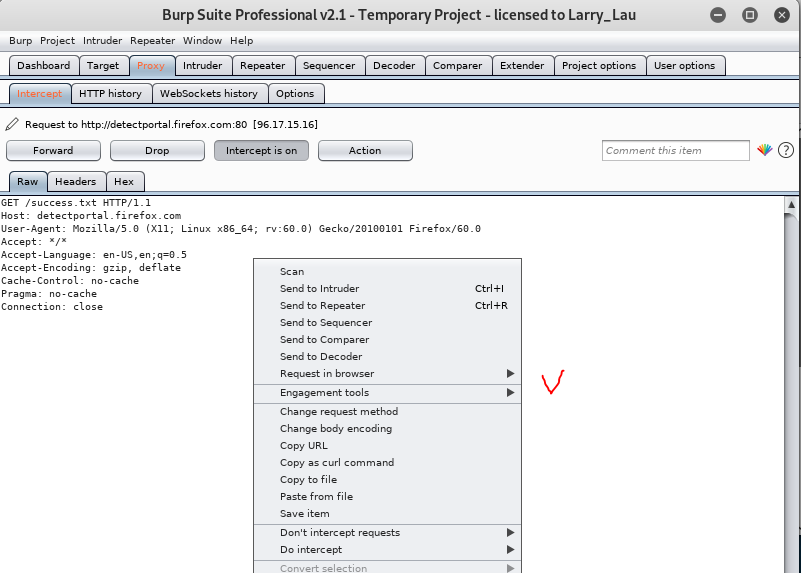 Burp Suite Professional v2.1 - Temporary Project - licensed to Larry_Lau
Burp Project Intruder Repeater Window Help
Dashboard Target Proxy Intruder Repeater Sequencer Decoder Comparer Extender Project options User options
Intercept HTTP history WebSockets history Options
Request to http://detectportal.firefox.com:80 [96.17.15.16]
Forward Drop Intercept is on Action Comment this item ?
Raw Headers Hex
GET /success.txt HTTP/1.1
Host: detectportal.firefox.com
User-Agent: Mozilla/5.0 (X11; Linux x86_64; rv:60.0) Gecko/20100101 Firefox/60.0
Accept: */*
Accept-Language: en-US,en;q=0.5
Accept-Encoding: gzip, deflate
Cache-Control: no-cache
Pragma: no-cache
Connection: close
Scan
Send to Intruder Ctrl+I
Send to Repeater Ctrl+R
Send to Sequencer
Send to Comparer
Send to Decoder
Request in browser
Engagement tools
Change request method
Change body encoding
Copy URL
Copy as curl command
Copy to file
Paste from file
Save item
Don't intercept requests
Do intercept
Convert selection